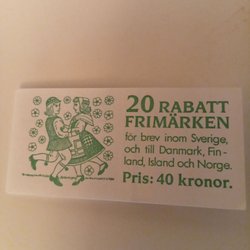 20 RABATT
FRIMÄRKEN
för brev inom Sverige,
och till Danmark, Fin-
land, Island och Norge.
Pris: 40 kronor.